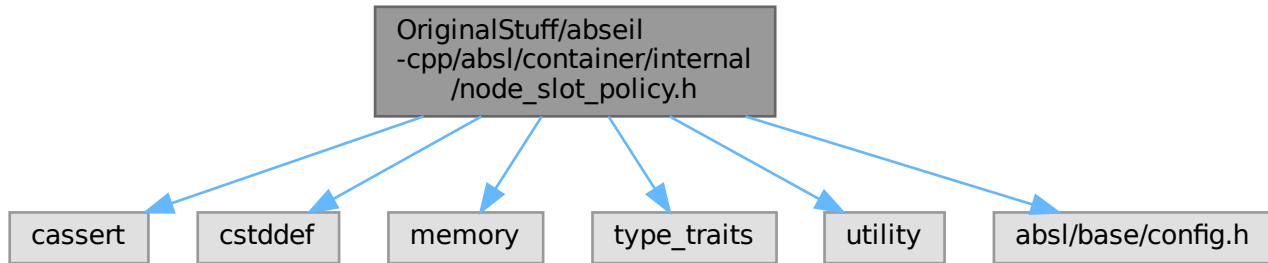 OriginalStuff/abseil
-cpp/absl/container/internal
/node_slot_policy.h
cassert
cstddef
memory
type_traits
utility
absl/base/config.h